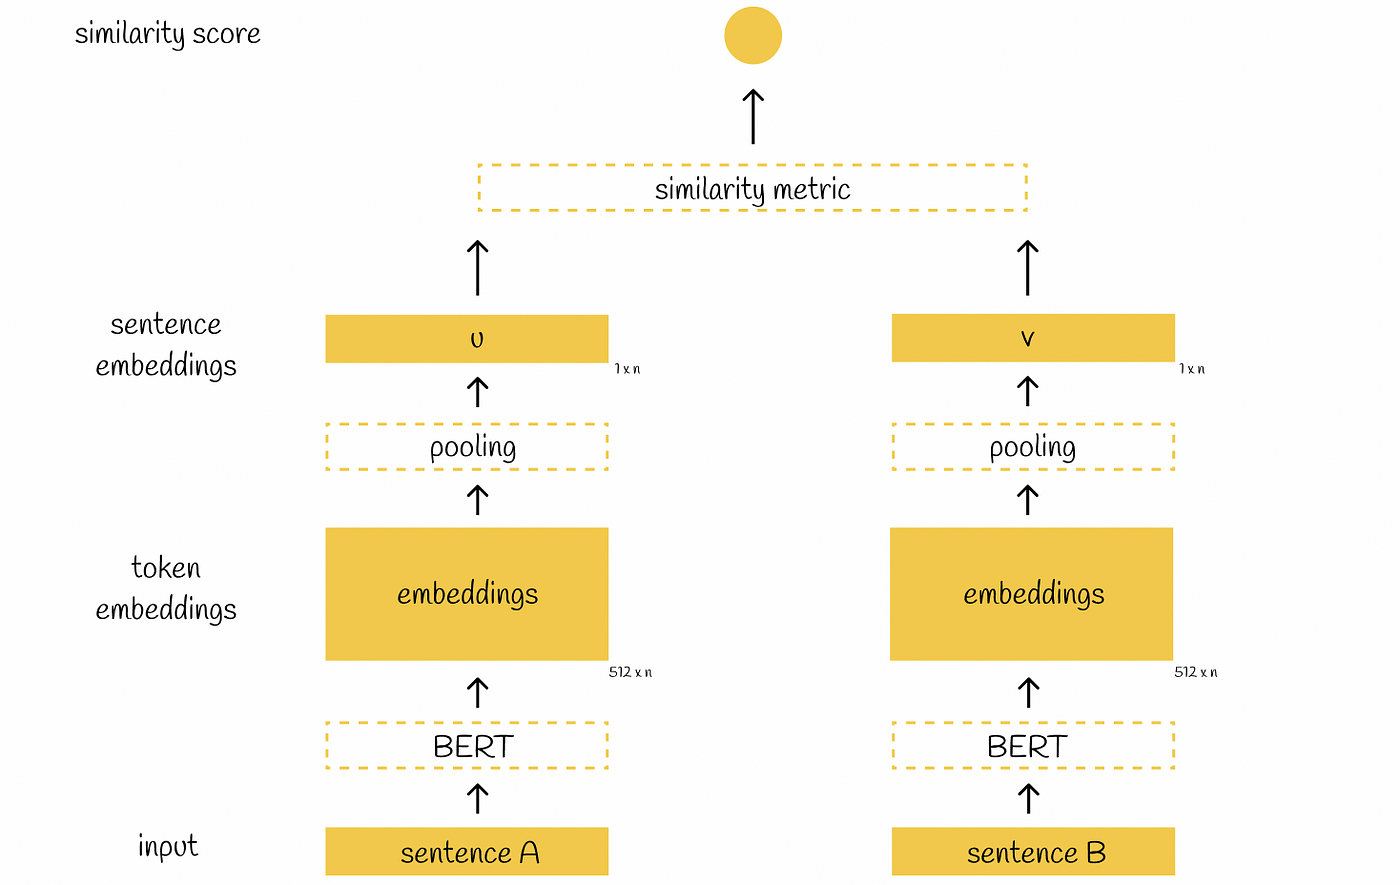 similarity score
similarity metric
sentence
embeddings
u
v
1 x n
1 x n
pooling
pooling
token
embeddings
embeddings
embeddings
512 x n
512 x n
BERT
BERT
input
sentence A
sentence B